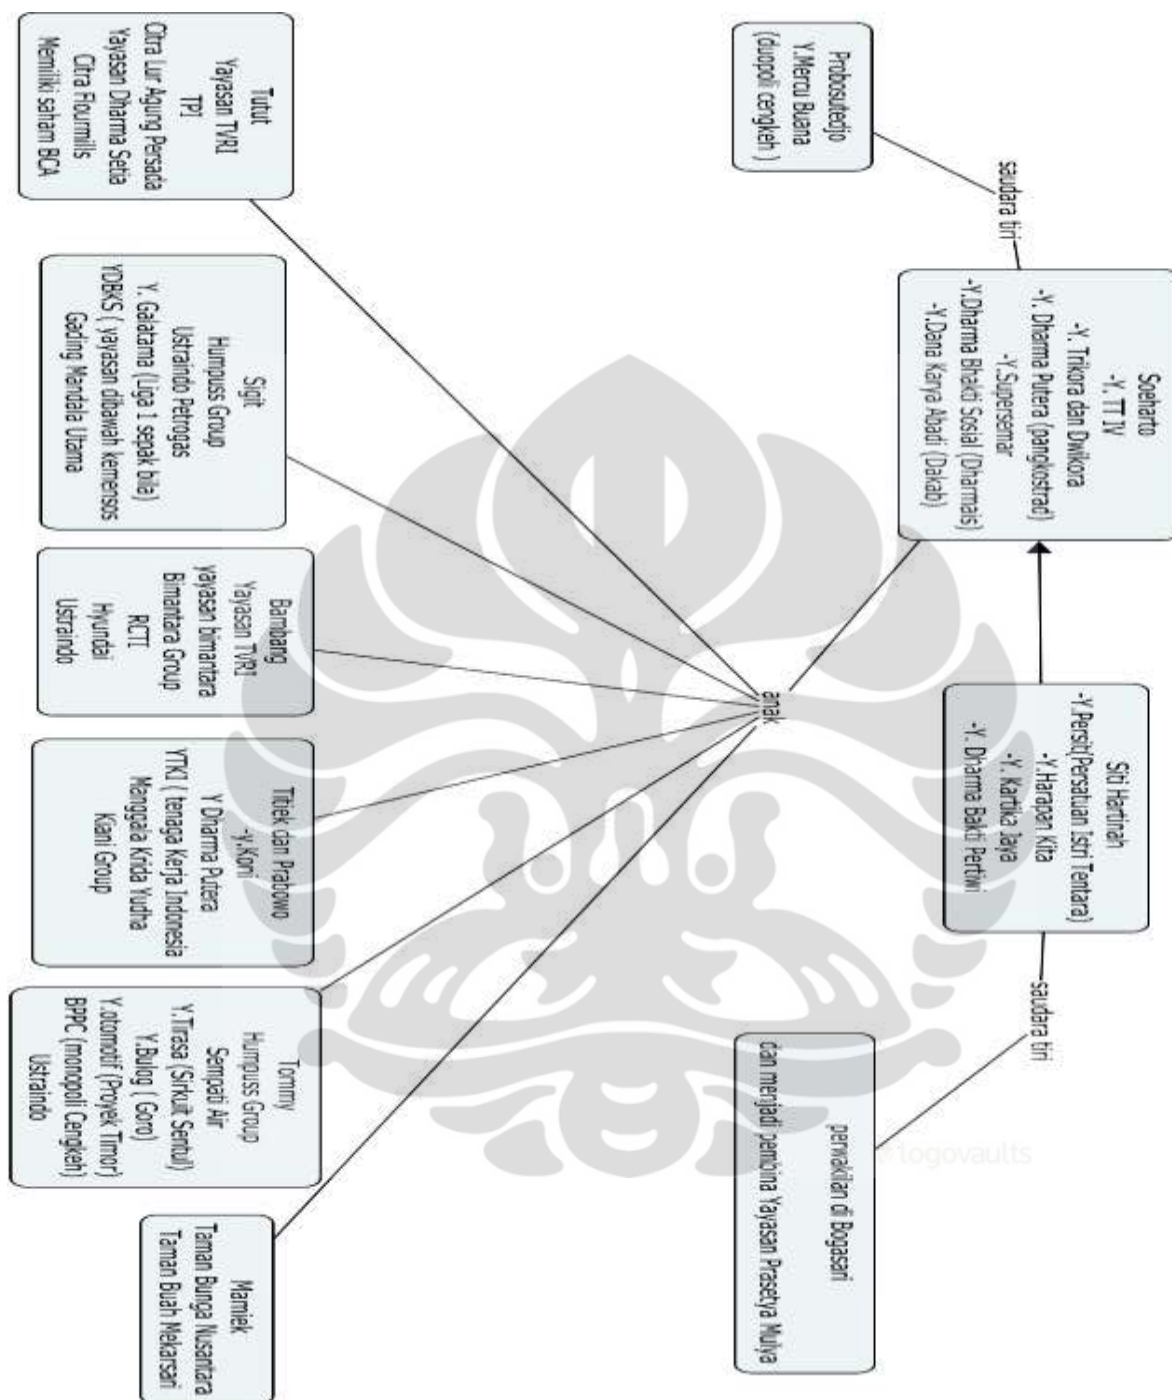 Probosutedjo
Y.Mercu Buana
(duopoli cengkeh )
saudara tiri
Soeharto
-Y. TT IV
-Y. Trikora dan Dwikora
-Y. Dharma Putera (pangkostrad)
-Y.Supersemar
-Y.Dharma Bhakti Sosial (Dharmais)
-Y.Dana Karya Abadi (Dakab)
Siti Hartinah
-Y.Persit(Persatuan Istri Tentara)
-Y.Harapan Kita
-Y. Kartika Jaya
-Y. Dharma Bakti Pertiwi
saudara tiri
perwakilan di Bogasari
dan menjadi pembina Yayasan Prasetya Mulya
anak
Tutut
Yayasan TVRI
TPI
Citra Lur Agung Persada
Yayasan Dharma Setia
Citra Flourmills
Memiliki saham BCA
Sigit
Humpuss Group
Ustraindo Petrogas
Y. Galatama (Liga 1 sepak bila)
YDBKS ( yayasan dibawah kemensos
Gading Mandala Utama
Bambang
Yayasan TVRI
yayasan bimantara
Bimantara Group
RCTI
Hyundai
Ustraindo
Titiek dan Prabowo
-y.Koni
Y Dharma Putera
YTKI ( tenaga Kerja Indonesia
Manggala Krida Yudha
Kiani Group
Tommy
Humpuss Group
Sempati Air
Y.Tirasa (Sirkuit Sentul)
Y.Bulog ( Goro)
Y.otomotif (Proyek Timor)
BPPC (monopoli Cengkeh)
Ustraindo
Mamiek
Taman Bunga Nusantara
Taman Buah Mekarsari
logovaults